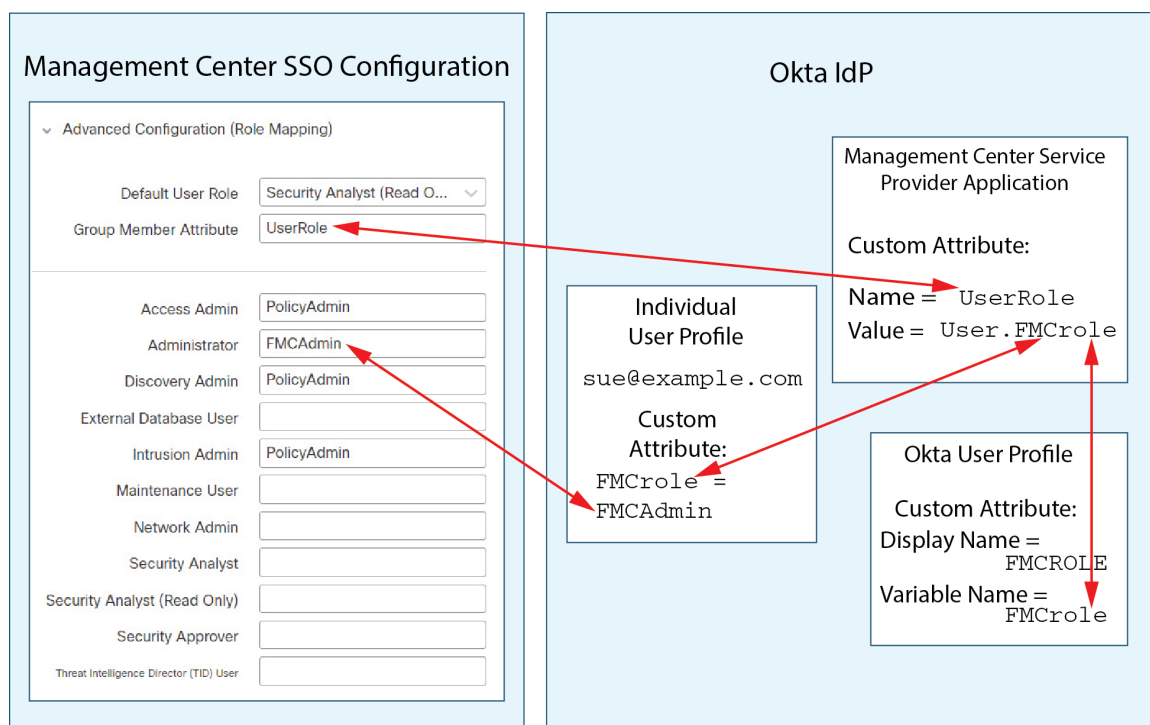 Management Center SSO Configuration
Advanced Configuration (Role Mapping)
Default User Role
Security Analyst (Read O...
Group Member Attribute
UserRole
Access Admin
PolicyAdmin
Administrator
FMCAdmin
Discovery Admin
PolicyAdmin
External Database User
Intrusion Admin
PolicyAdmin
Maintenance User
Network Admin
Security Analyst
Security Analyst (Read Only)
Security Approver
Threat Intelligence Director (TID) User
Okta IdP
Management Center Service
Provider Application
Custom Attribute:
Name = UserRole
Value = User.FMCrole
Individual
User Profile
sue@example.com
Custom
Attribute:
FMCrole =
FMCAdmin
Okta User Profile
Custom Attribute:
Display Name =
FMCROLE
Variable Name =
FMCrole